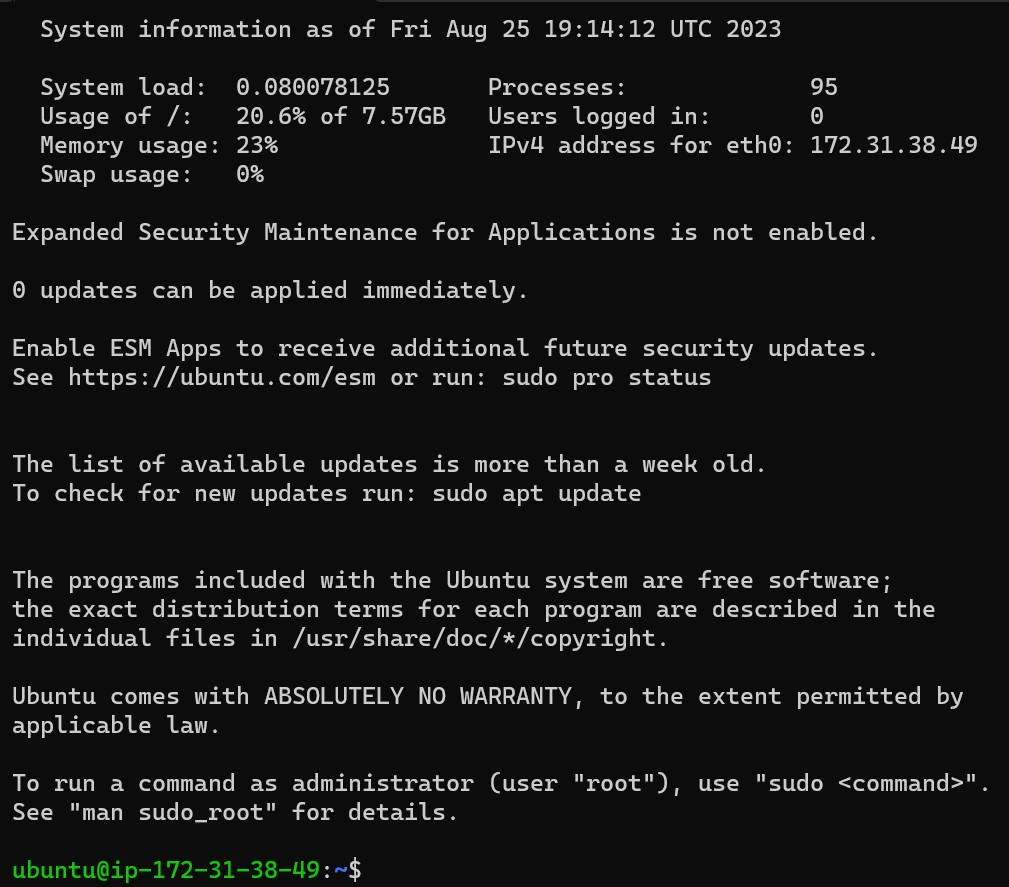 System information as of Fri Aug 25 19:14:12 UTC 2023
System load:  0.080078125       Processes:             95
Usage of /:   20.6% of 7.57GB   Users logged in:       0
Memory usage: 23%               IPv4 address for eth0: 172.31.38.49
Swap usage:   0%
Expanded Security Maintenance for Applications is not enabled.
0 updates can be applied immediately.
Enable ESM Apps to receive additional future security updates.
See https://ubuntu.com/esm or run: sudo pro status
The list of available updates is more than a week old.
To check for new updates run: sudo apt update
The programs included with the Ubuntu system are free software;
the exact distribution terms for each program are described in the
individual files in /usr/share/doc/*/copyright.
Ubuntu comes with ABSOLUTELY NO WARRANTY, to the extent permitted by
applicable law.
To run a command as administrator (user "root"), use "sudo <command>".
See "man sudo_root" for details.
ubuntu@ip-172-31-38-49:~$